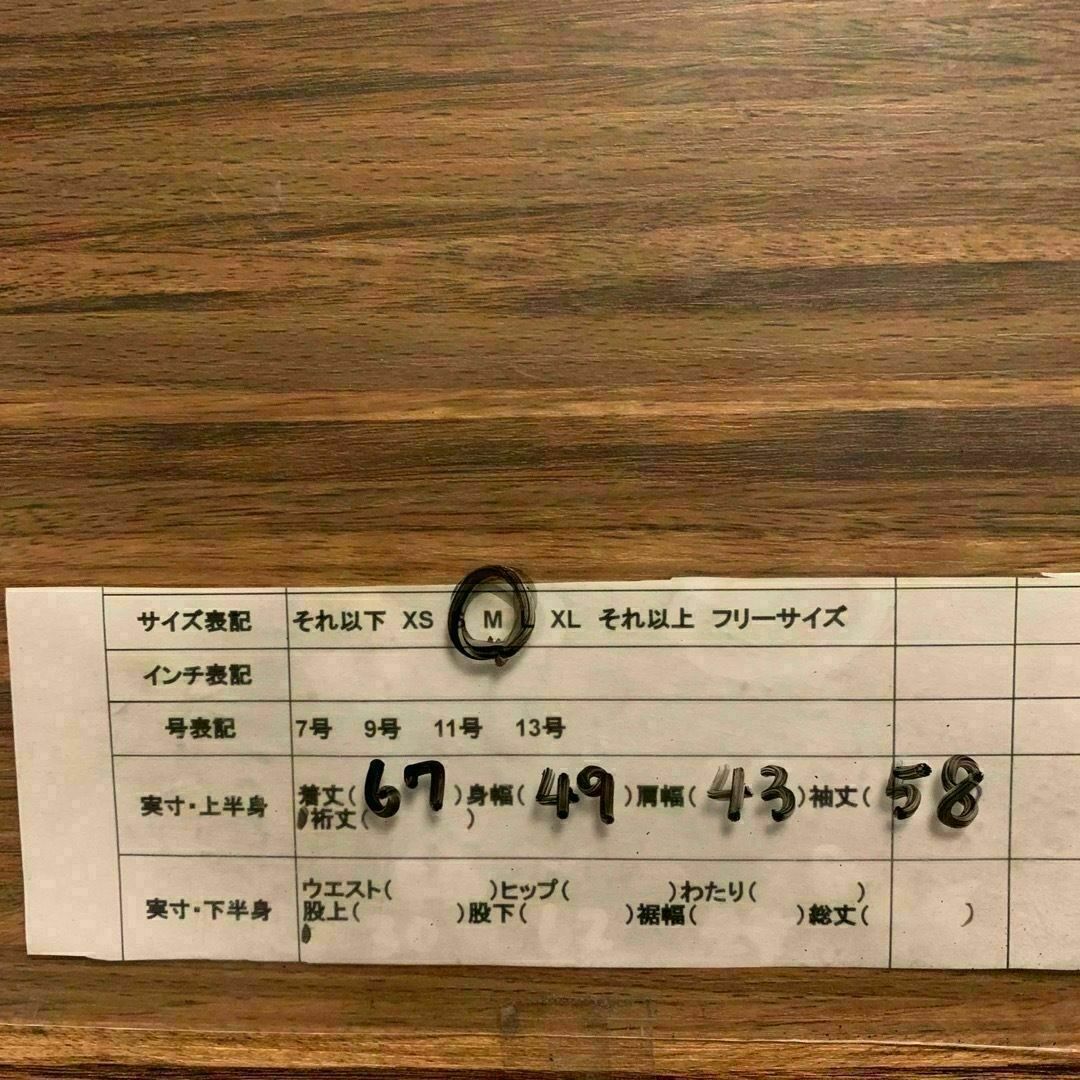 サイズ表記 それ以下 XS S M L XL それ以上 フリーサイズ
インチ表記
号表記 7号 9号 11号 13号
実寸・上半身 着丈(67)身幅(49)肩幅(43)袖丈(58
裄丈( )
実寸・下半身 ウエスト( )ヒップ( )わたり( )
股上( )股下( )裾幅( )総丈( )